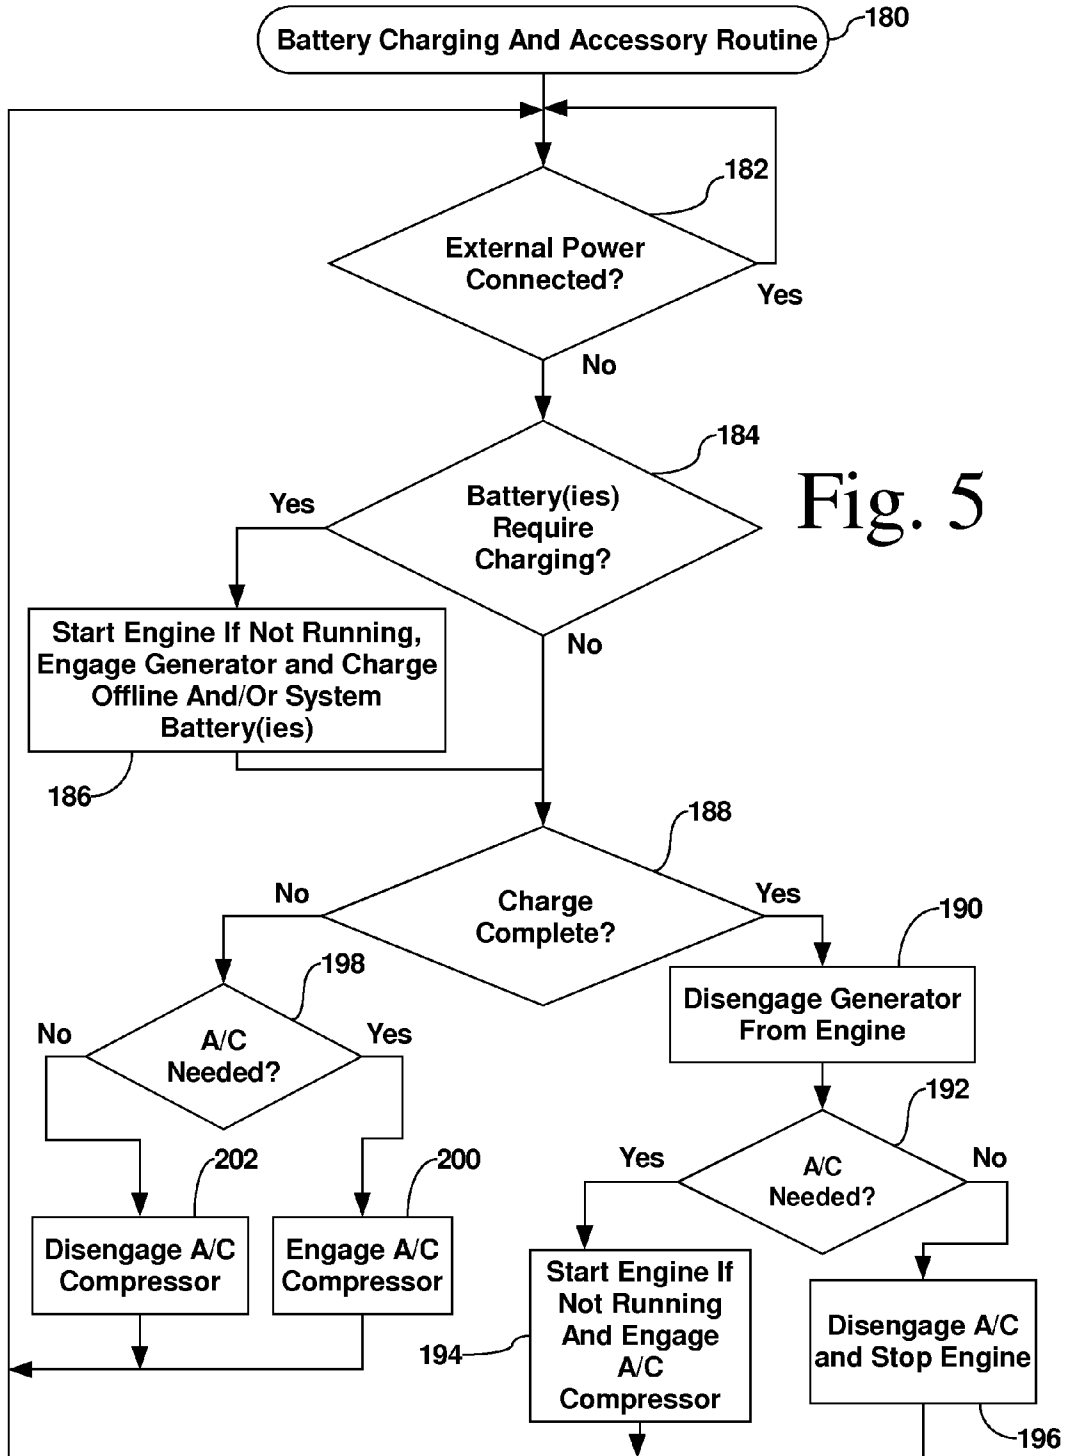 Battery Charging And Accessory Routine
180
182
External Power
Connected?
Yes
No
184
Fig. 5
Battery(ies)
Require
Charging?
Yes
No
Start Engine If Not Running,
Engage Generator and Charge
Offline And/Or System
Battery(ies)
186
188
Charge
Complete?
No
Yes
190
Disengage Generator
From Engine
198
A/C
Needed?
No
Yes
192
A/C
Needed?
Yes
No
202
200
Disengage A/C
Compressor
Engage A/C
Compressor
Start Engine If
Not Running
And Engage
A/C
Compressor
194
Disengage A/C
and Stop Engine
196